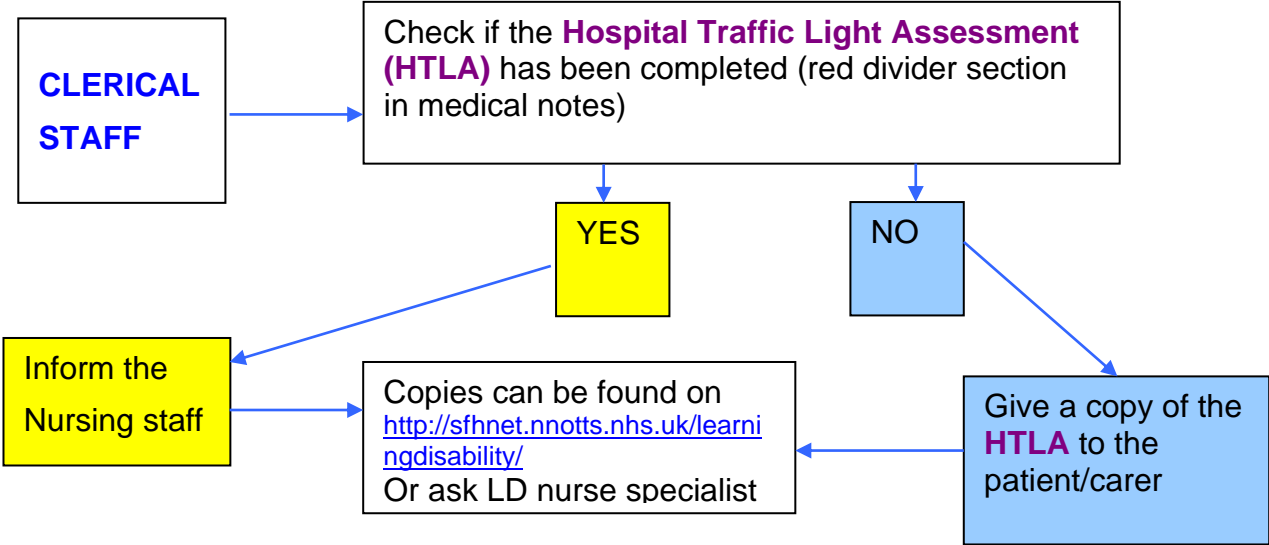 CLERICAL
STAFF
Check if the Hospital Traffic Light Assessment
(HTLA) has been completed (red divider section
in medical notes)
YES
NO
Inform the
Nursing staff
Copies can be found on
http://sfhnet.nnotts.nhs.uk/learni
ngdisability/
Or ask LD nurse specialist
Give a copy of the
HTLA to the
patient/carer